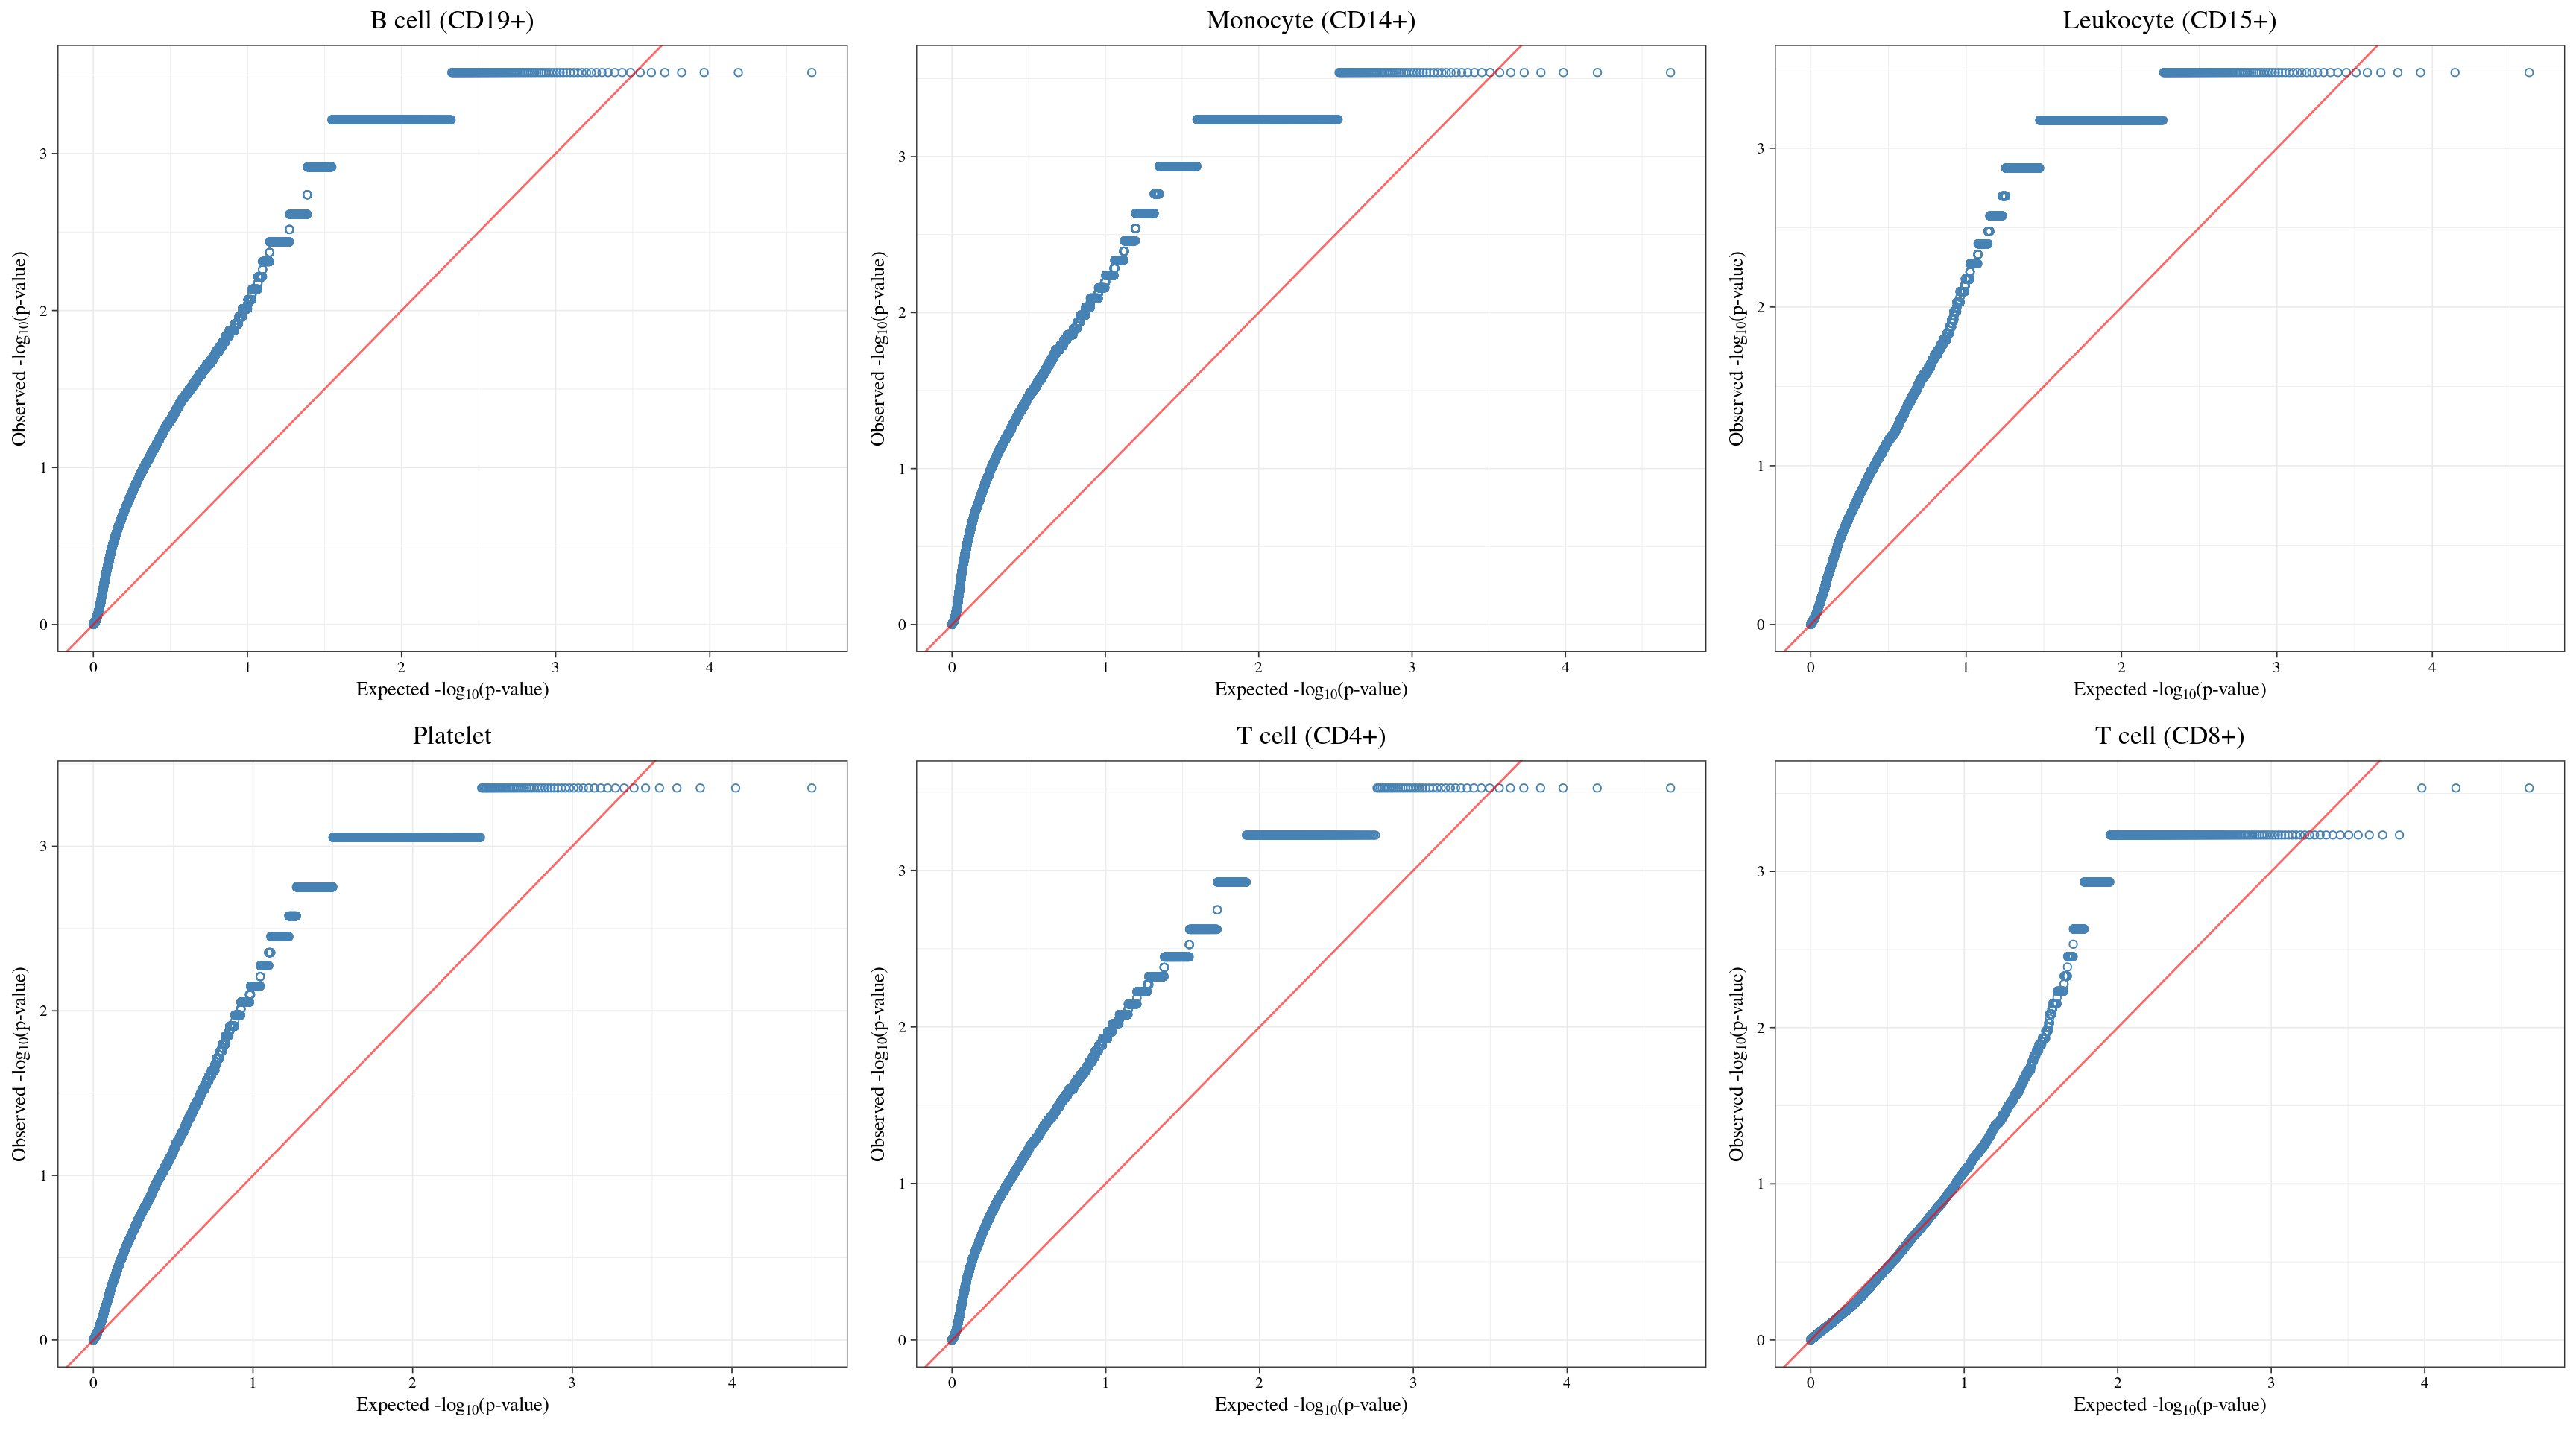 B cell (CD19+)
Observed -log10(p-value)
3
2
1
0
0 1 2 3 4
Expected -log10(p-value)
Monocyte (CD14+)
Observed -log10(p-value)
3
2
1
0
0 1 2 3 4
Expected -log10(p-value)
Leukocyte (CD15+)
Observed -log10(p-value)
3
2
1
0
0 1 2 3 4
Expected -log10(p-value)
Platelet
Observed -log10(p-value)
3
2
1
0
0 1 2 3 4
Expected -log10(p-value)
T cell (CD4+)
Observed -log10(p-value)
3
2
1
0
0 1 2 3 4
Expected -log10(p-value)
T cell (CD8+)
Observed -log10(p-value)
3
2
1
0
0 1 2 3 4
Expected -log10(p-value)